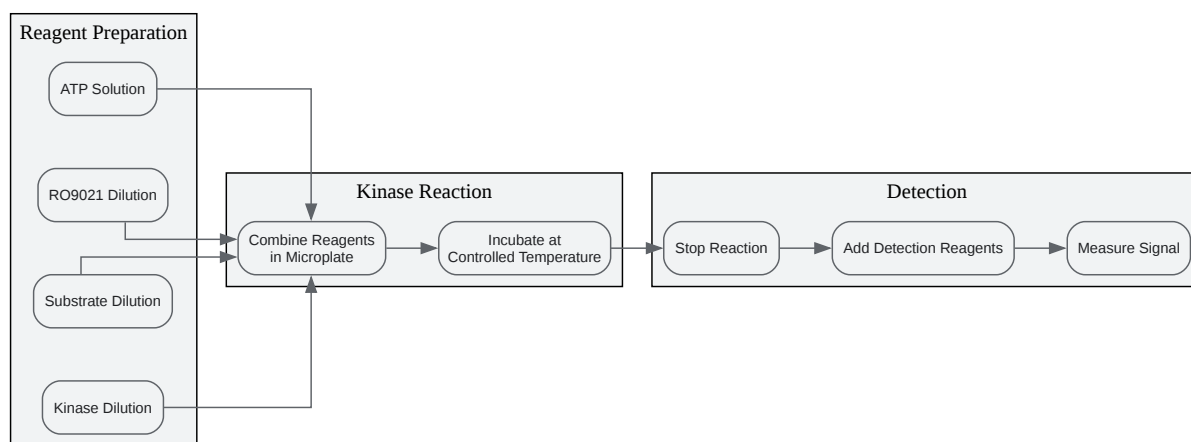 Reagent Preparation
ATP Solution
RO9021 Dilution
Substrate Dilution
Kinase Dilution
Kinase Reaction
Combine Reagents
in Microplate
Incubate at
Controlled Temperature
Detection
Stop Reaction
Add Detection Reagents
Measure Signal